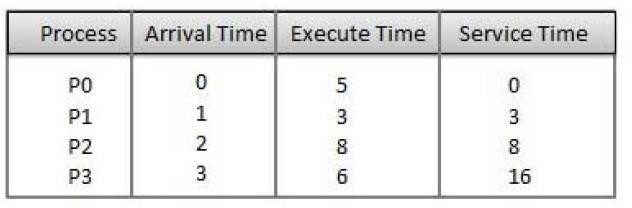 Process Arrival Time Execute Time Service Time
P0 0 5 0
P1 1 3 3
P2 2 8 8
P3 3 6 16